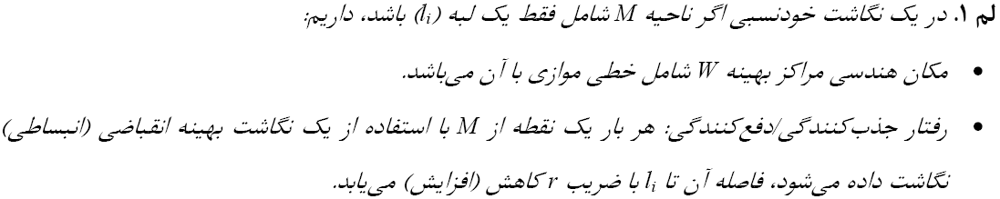 لم ۱. در یک نگاشت خودنسبی اگر ناحیه M شامل فقط یک لبه (li) باشد، داریم:
• مکان هندسی مراکز بهینه W شامل خطی موازی با آن می‌باشد.
• رفتار جذب‌کنندگی/دفع‌کنندگی: هر بار یک نقطه از M با استفاده از یک نگاشت بهینه انقباضی (انبساطی)
نگاشت داده می‌شود، فاصله آن تا li با ضریب r کاهش (افزایش) می‌یابد.